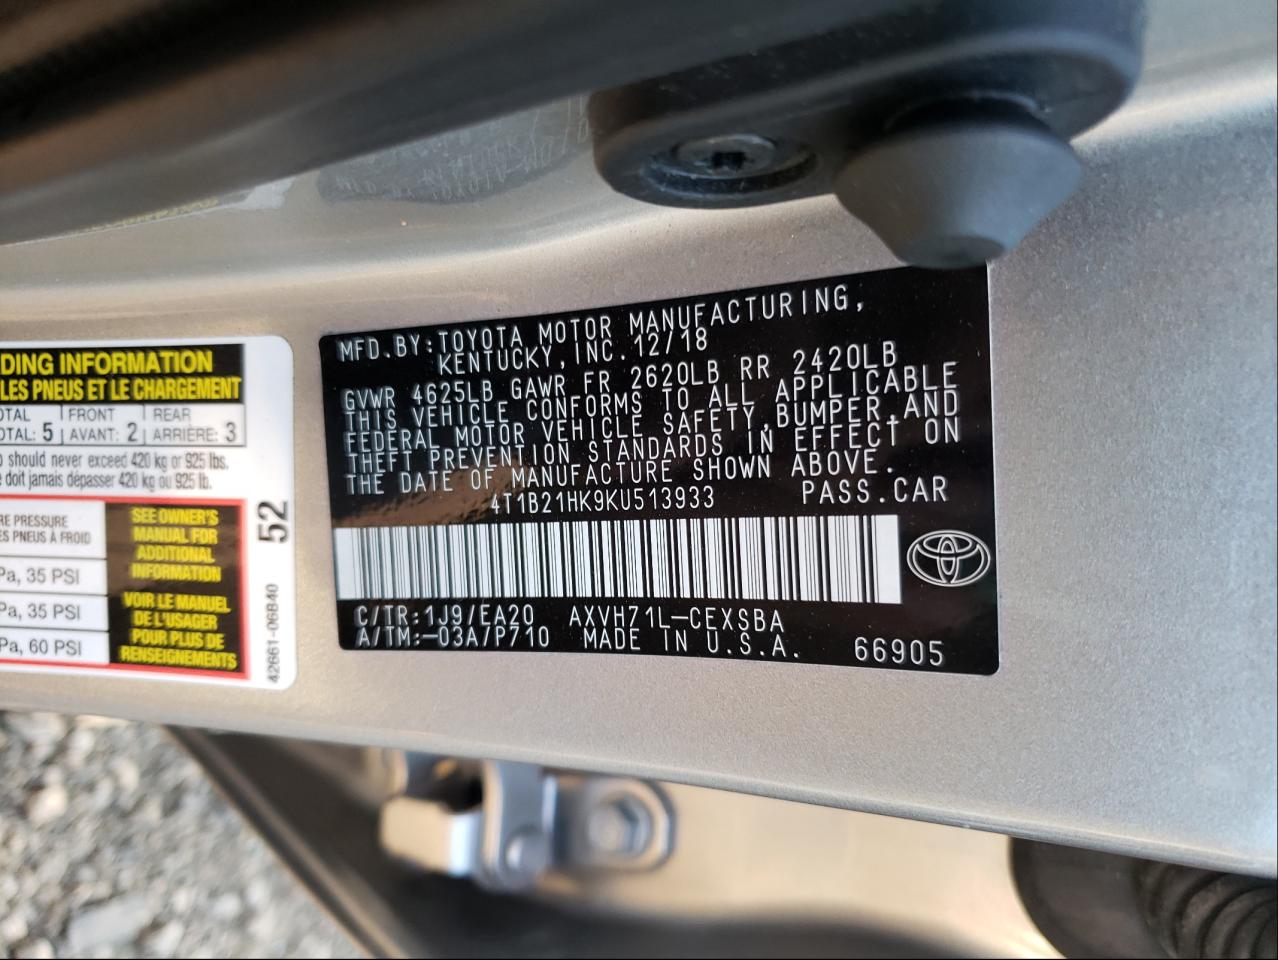 DING INFORMATION
LES PNEUS ET LE CHARGEMENT
OTAL FRONT REAR
OTAL: 5 AVANT: 2 ARRIÈRE: 3
o should never exceed 420 kg or 925 lbs.
e doit jamais dépasser 420 kg ou 925 lb.
RE PRESSURE
ES PNEUS À FROID
Pa, 35 PSI
Pa, 35 PSI
Pa, 60 PSI
SEE OWNER'S
MANUAL FOR
ADDITIONAL
INFORMATION
VOIR LE MANUEL
DE L'USAGER
POUR PLUS DE
RENSEIGNEMENTS
52
42661-06B40
MFD.BY:TOYOTA MOTOR MANUFACTURING,
KENTUCKY, INC. 12/18
GVWR 4625LB GAWR FR 2620LB RR 2420LB
THIS VEHICLE CONFORMS TO ALL APPLICABLE
FEDERAL MOTOR VEHICLE SAFETY, BUMPER, AND
THEFT PREVENTION STANDARDS IN EFFECT ON
THE DATE OF MANUFACTURE SHOWN ABOVE.
4T1B21HK9KU513933 PASS.CAR
C/TR:1J9/EA20 AXVH71L-CEXSBA
A/TM:-03A/P710 MADE IN U.S.A. 66905